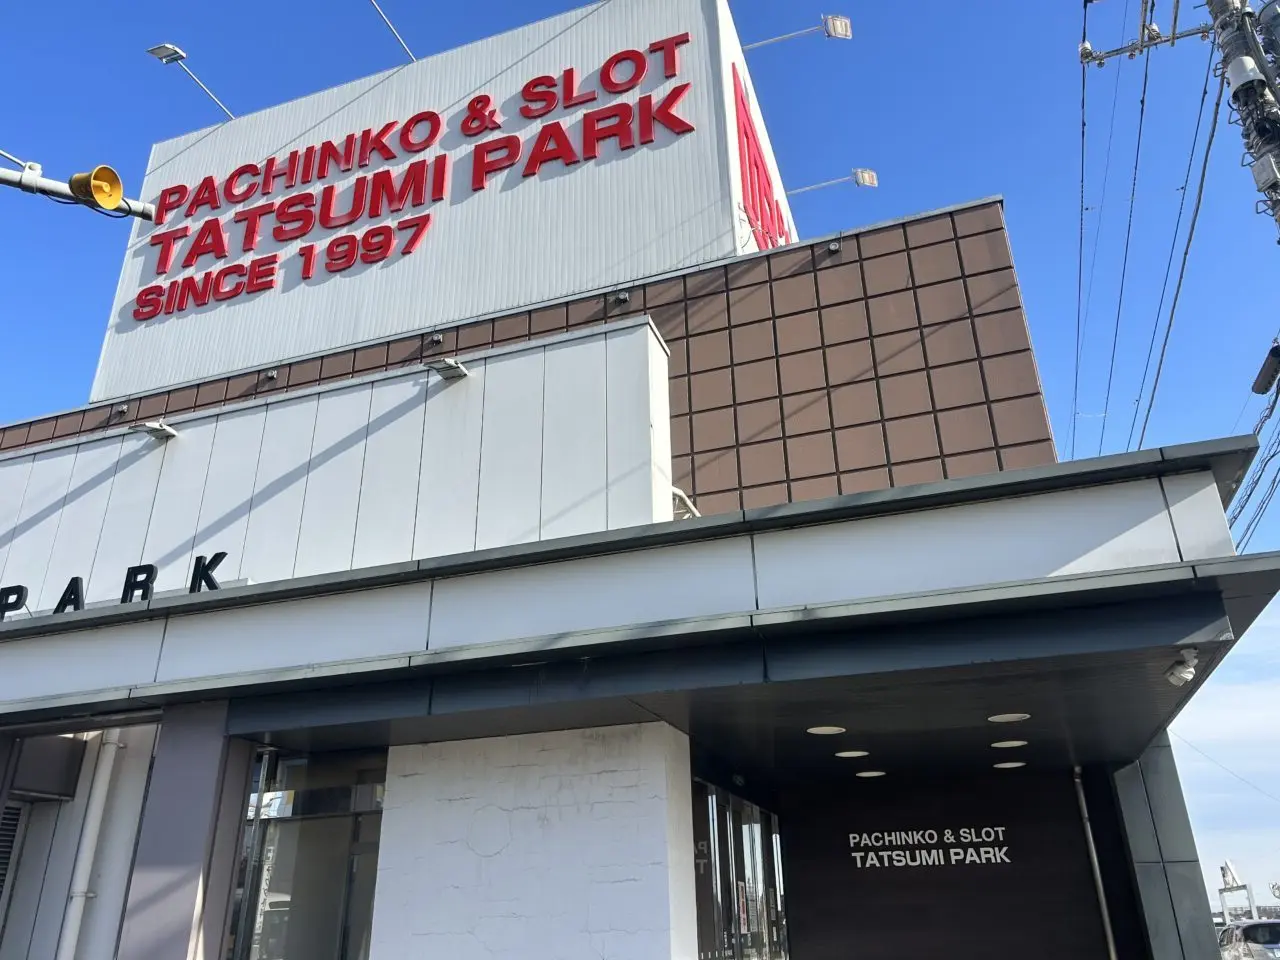 PACHINKO & SLOT
TATSUMI PARK
SINCE 1997
PARK
PACHINKO & SLOT
TATSUMI PARK